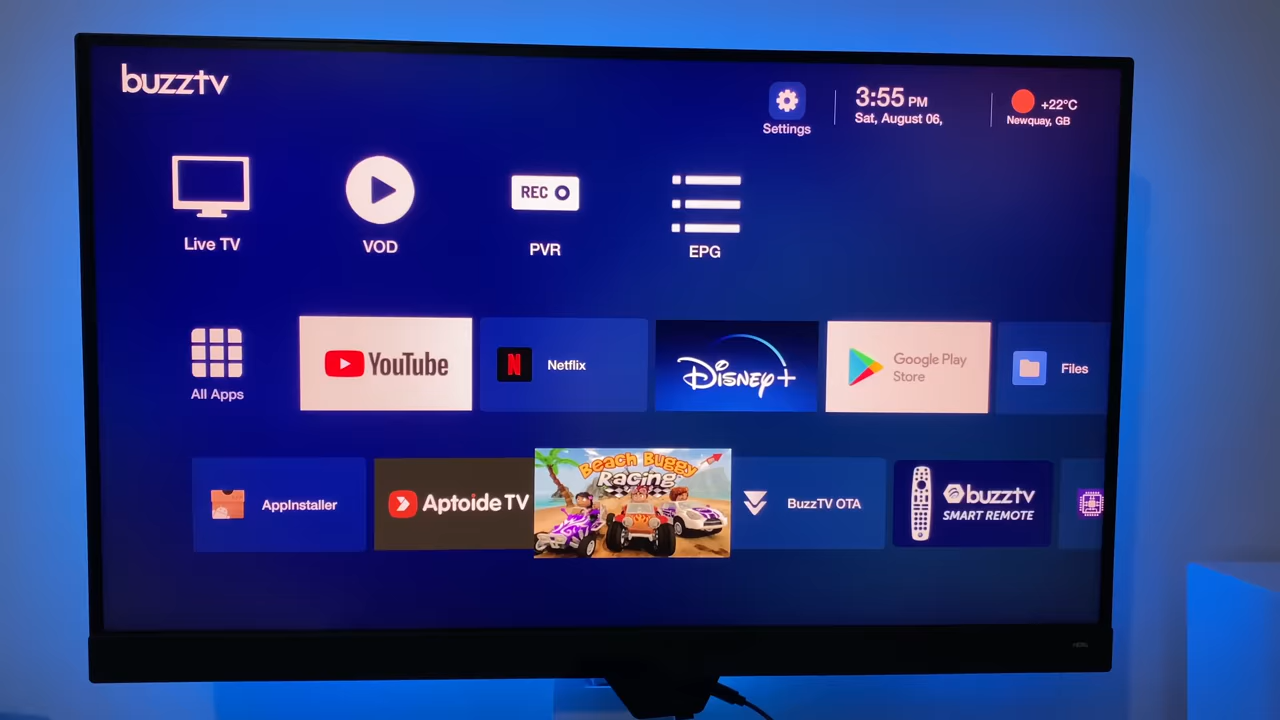 buzztv
Settings
3:55 PM
Sat, August 06,
+22°C
Newquay, GB
Live TV
VOD
REC
PVR
EPG
All Apps
YouTube
N
Netflix
Disney+
Google Play
Store
Files
AppInstaller
Aptoide TV
Beach Buggy
Racing
BuzzTV OTA
buzztv
SMART REMOTE